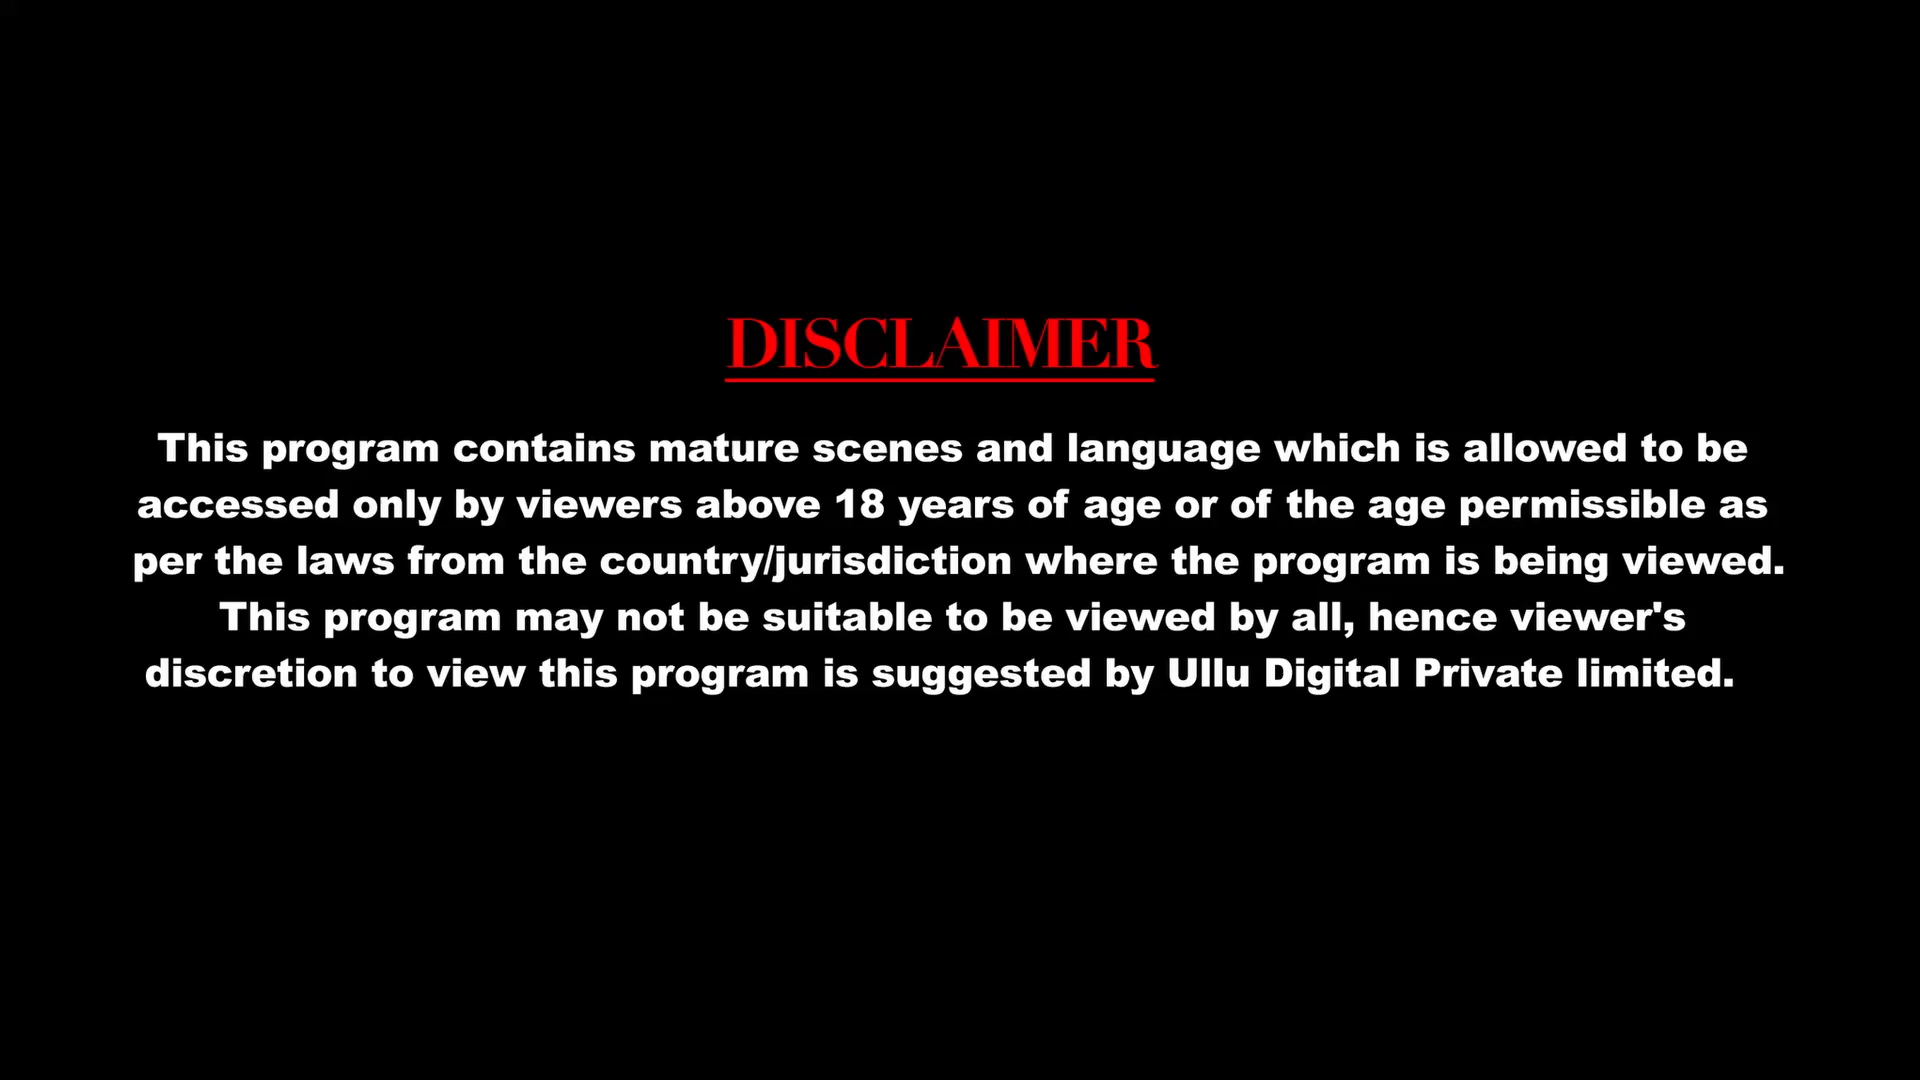 DISCLAIMER
This program contains mature scenes and language which is allowed to be
accessed only by viewers above 18 years of age or of the age permissible as
per the laws from the country/jurisdiction where the program is being viewed.
This program may not be suitable to be viewed by all, hence viewer's
discretion to view this program is suggested by Ullu Digital Private limited.